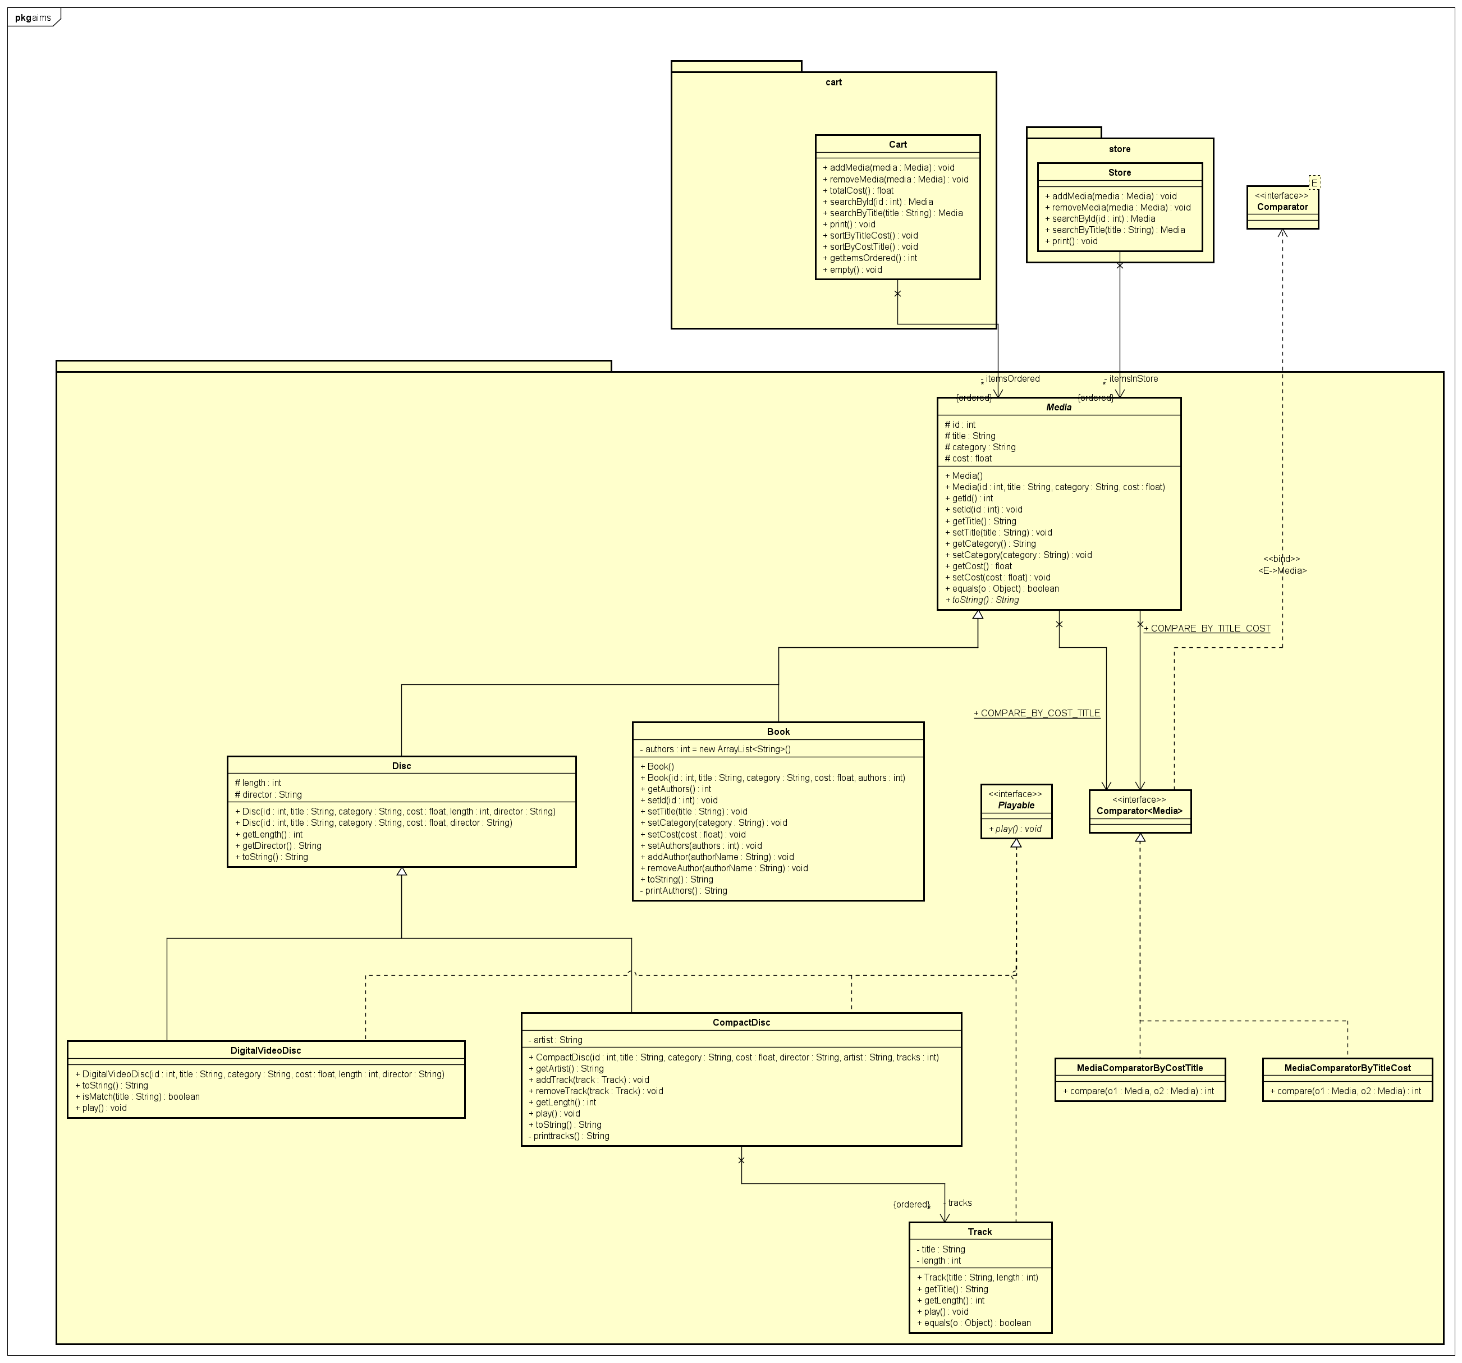 pkg aims
cart
Cart
+ addMedia(media : Media) : void
+ removeMedia(media : Media) : void
+ totalCost() : float
+ searchById(id : int) : Media
+ searchByTitle(title : String) : Media
+ print() : void
+ sortByTitleCost() : void
+ sortByCostTitle() : void
+ getItemsOrdered() : int
+ empty() : void
store
Store
+ addMedia(media : Media) : void
+ removeMedia(media : Media) : void
+ searchById(id : int) : Media
+ searchByTitle(title : String) : Media
+ print() : void
E
<<interface>>
Comparator
- itemsOrdered
*
{ordered}
- itemsInStore
*
{ordered}
Media
# id : int
# title : String
# category : String
# cost : float
+ Media()
+ Media(id : int, title : String, category : String, cost : float)
+ getId() : int
+ setId(id : int) : void
+ getTitle() : String
+ setTitle(title : String) : void
+ getCategory() : String
+ setCategory(category : String) : void
+ getCost() : float
+ setCost(cost : float) : void
+ equals(o : Object) : boolean
+ toString() : String
<<bind>>
<E->Media>
+ COMPARE_BY_TITLE_COST
+ COMPARE_BY_COST_TITLE
Book
- authors : int = new ArrayList<String>()
+ Book()
+ Book(id : int, title : String, category : String, cost : float, authors : int)
+ getAuthors() : int
+ setId(id : int) : void
+ setTitle(title : String) : void
+ setCategory(category : String) : void
+ setCost(cost : float) : void
+ setAuthors(authors : int) : void
+ addAuthor(authorName : String) : void
+ removeAuthor(authorName : String) : void
+ toString() : String
- printAuthors() : String
Disc
# length : int
# director : String
+ Disc(id : int, title : String, category : String, cost : float, length : int, director : String)
+ Disc(id : int, title : String, category : String, cost : float, director : String)
+ getLength() : int
+ getDirector() : String
+ toString() : String
<<interface>>
Playable
+ play() : void
<<interface>>
Comparator<Media>
DigitalVideoDisc
+ DigitalVideoDisc(id : int, title : String, category : String, cost : float, length : int, director : String)
+ toString() : String
+ isMatch(title : String) : boolean
+ play() : void
CompactDisc
- artist : String
+ CompactDisc(id : int, title : String, category : String, cost : float, director : String, artist : String, tracks : int)
+ getArtist() : String
+ addTrack(track : Track) : void
+ removeTrack(track : Track) : void
+ getLength() : int
+ play() : void
+ toString() : String
- printtracks() : String
MediaComparatorByCostTitle
+ compare(o1 : Media, o2 : Media) : int
MediaComparatorByTitleCost
+ compare(o1 : Media, o2 : Media) : int
{ordered}
*
- tracks
Track
- title : String
- length : int
+ Track(title : String, length : int)
+ getTitle() : String
+ getLength() : int
+ play() : void
+ equals(o : Object) : boolean